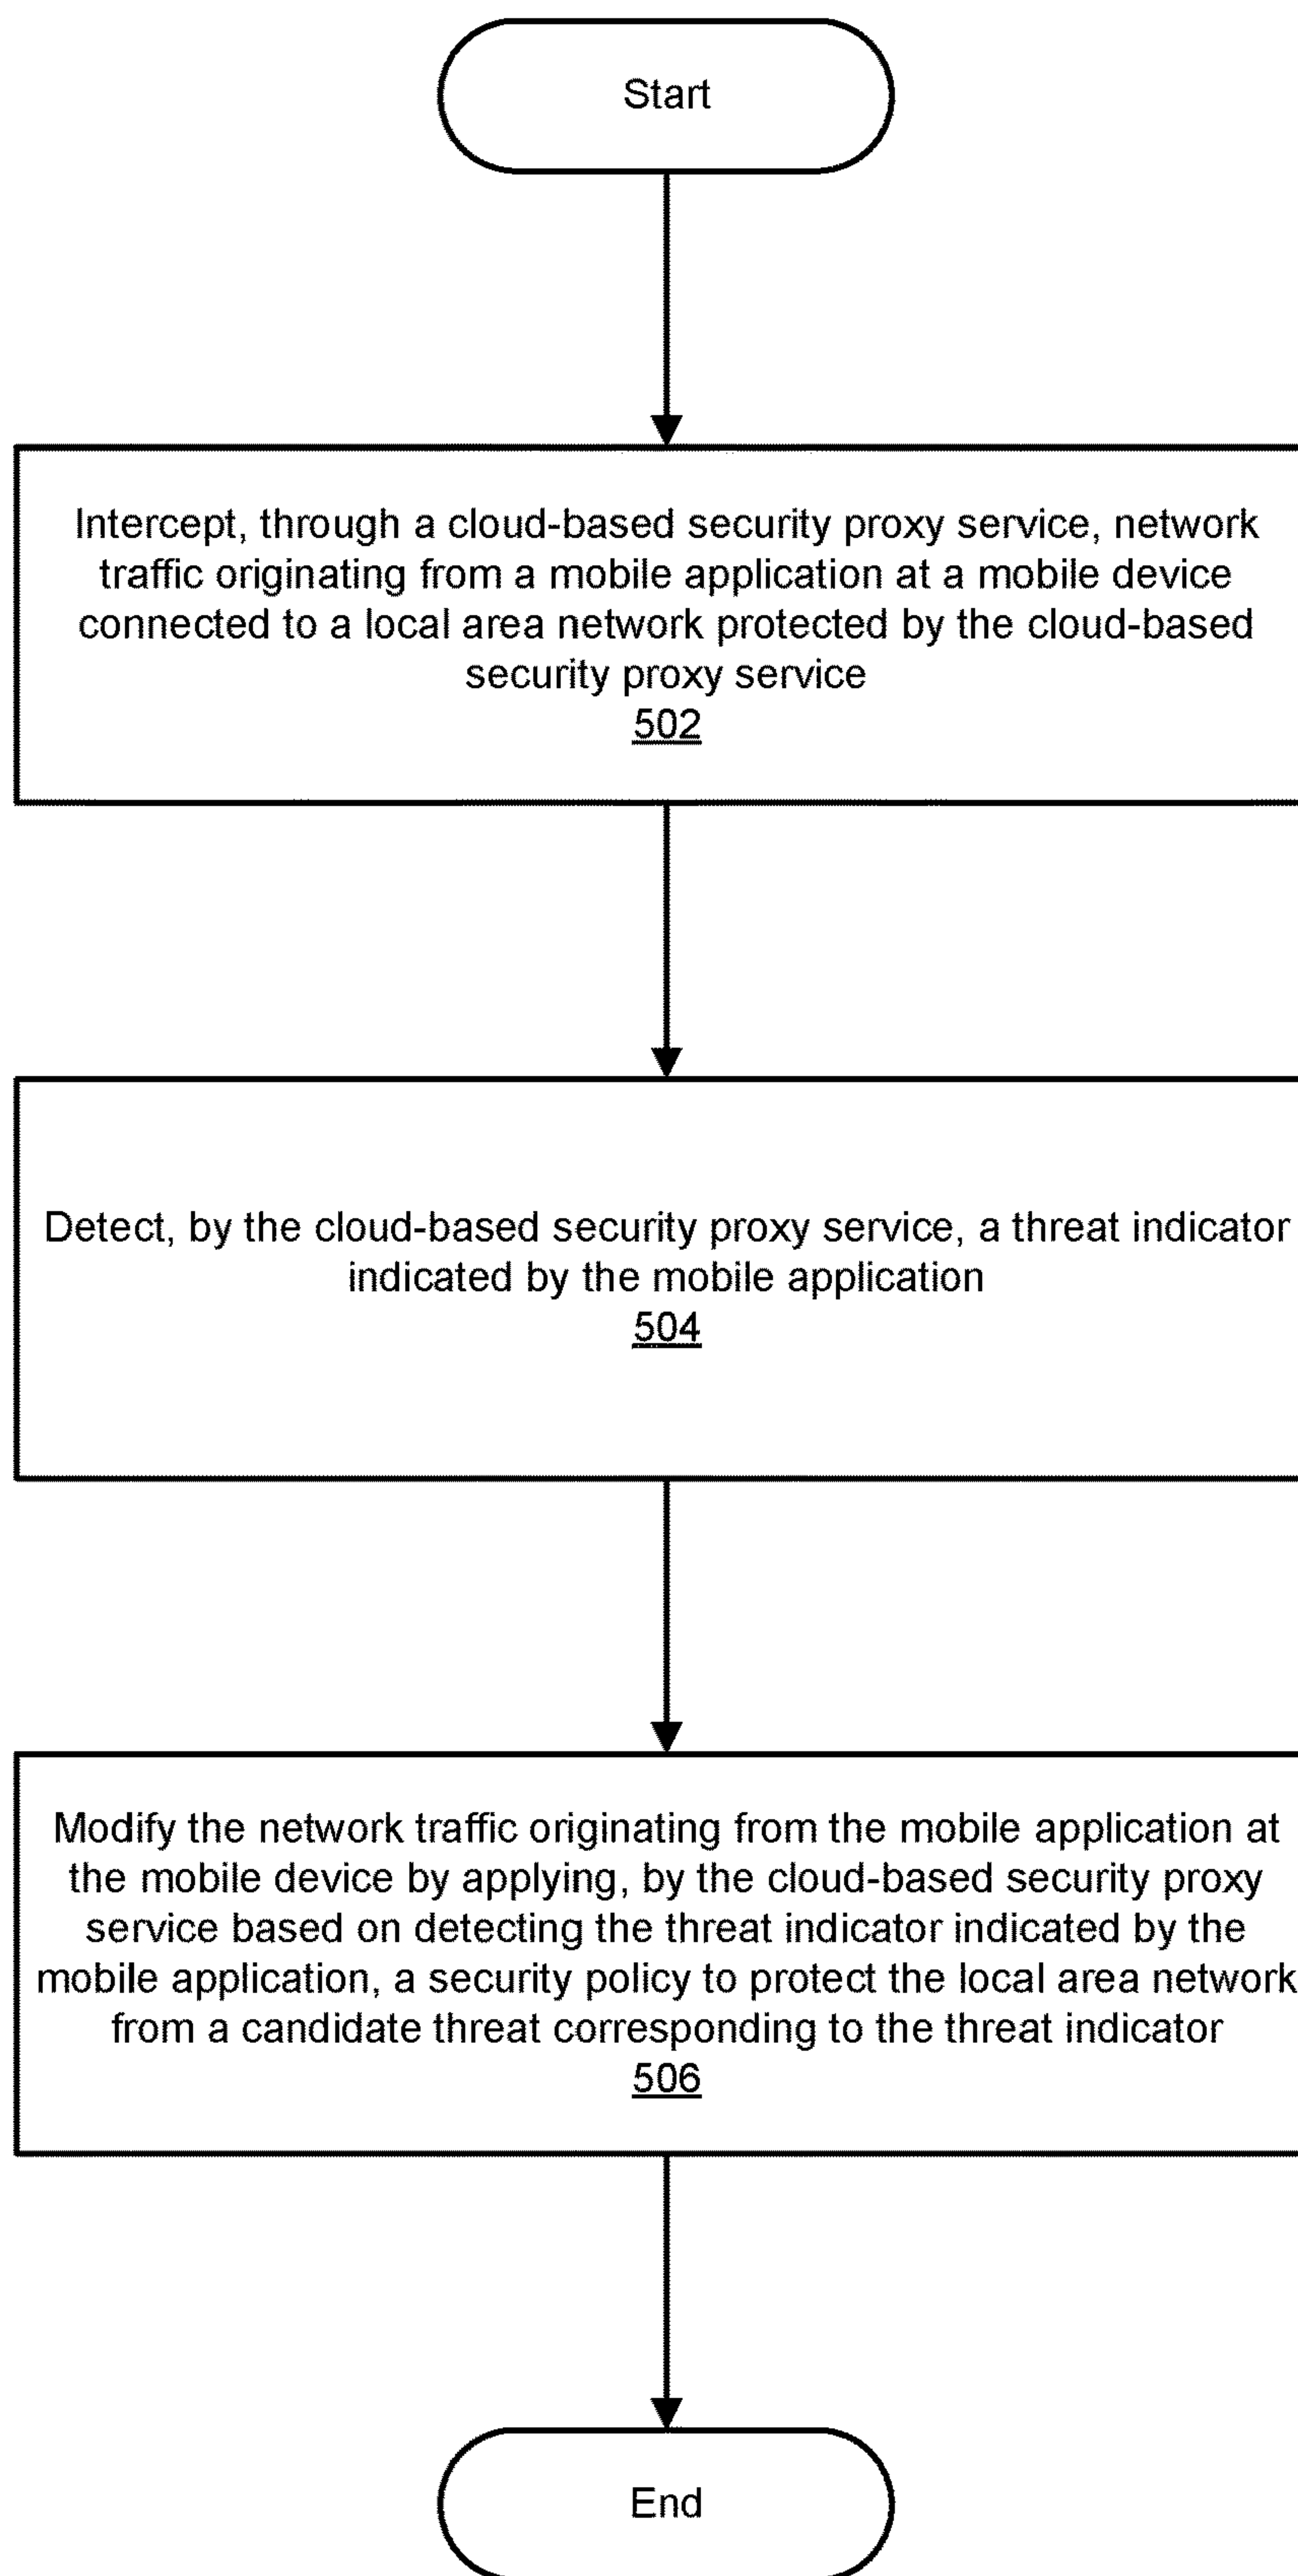 Start
Intercept, through a cloud-based security proxy service, network
traffic originating from a mobile application at a mobile device
connected to a local area network protected by the cloud-based
security proxy service
502
Detect, by the cloud-based security proxy service, a threat indicator
indicated by the mobile application
504
Modify the network traffic originating from the mobile application at
the mobile device by applying, by the cloud-based security proxy
service based on detecting the threat indicator indicated by the
mobile application, a security policy to protect the local area network
from a candidate threat corresponding to the threat indicator
506
End